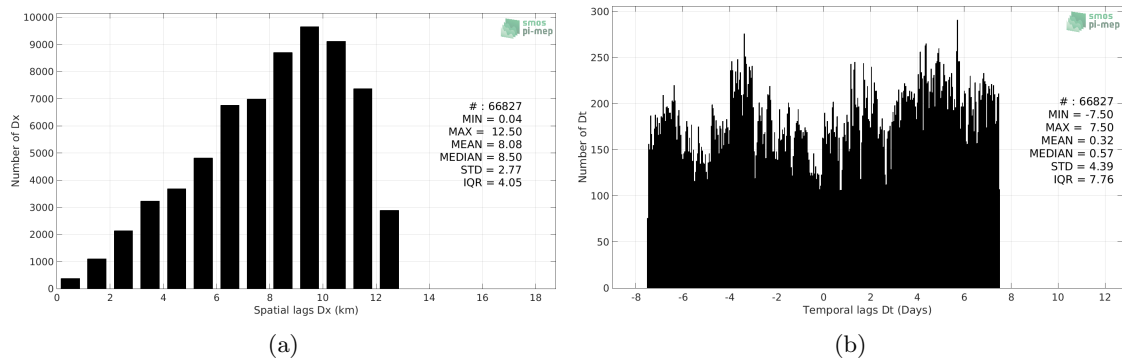 10000
9000
8000
7000
6000
5000
4000
3000
2000
1000
0
Number of Dx
smos
pi-mep
# : 66827
MIN = 0.04
MAX = 12.50
MEAN = 8.08
MEDIAN = 8.50
STD = 2.77
IQR = 4.05
0 2 4 6 8 10 12 14 16 18
Spatial lags Dx (km)
(a)
300
250
200
150
100
50
0
Number of Dt
smos
pi-mep
# : 66827
MIN = -7.50
MAX = 7.50
MEAN = 0.32
MEDIAN = 0.57
STD = 4.39
IQR = 7.76
-8 -6 -4 -2 0 2 4 6 8 10 12
Temporal lags Dt (Days)
(b)